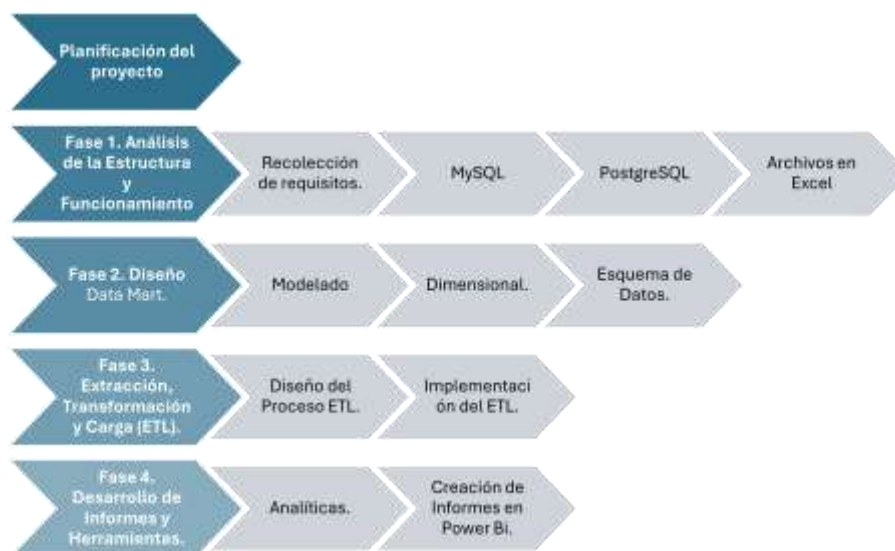 Planificación del
proyecto
Fase 1. Análisis
de la Estructura
y
Funcionamiento
Recolección
de requisitos.
MySQL
PostgreSQL
Archivos en
Excel
Fase 2. Diseño
Data Mart.
Modelado
Dimensional.
Esquema de
Datos.
Fase 3.
Extracción,
Transformación
y Carga (ETL).
Diseño del
Proceso ETL.
Implementaci
ón del ETL.
Fase 4.
Desarrollo de
Informes y
Herramientas.
Analíticas.
Creación de
Informes en
Power Bi.